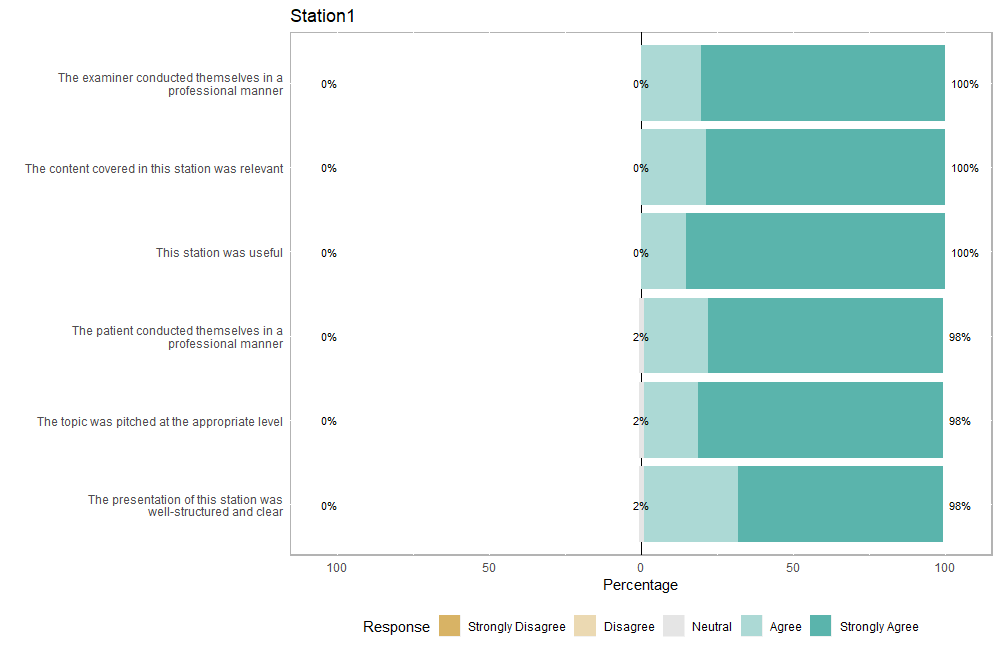 Station1
The examiner conducted themselves in a
professional manner
0%
0%
100%
The content covered in this station was relevant
0%
0%
100%
This station was useful
0%
0%
100%
The patient conducted themselves in a
professional manner
0%
2%
98%
The topic was pitched at the appropriate level
0%
2%
98%
The presentation of this station was
well-structured and clear
0%
2%
98%
100 50 0 50 100
Percentage
Response Strongly Disagree Disagree Neutral Agree Strongly Agree